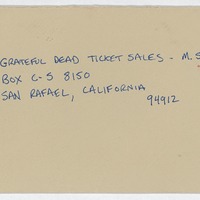 GRATEFUL DEAD TICKET SALES - M.S
BOX C-S 8150
SAN RAFAEL, CALIFORNIA
94912